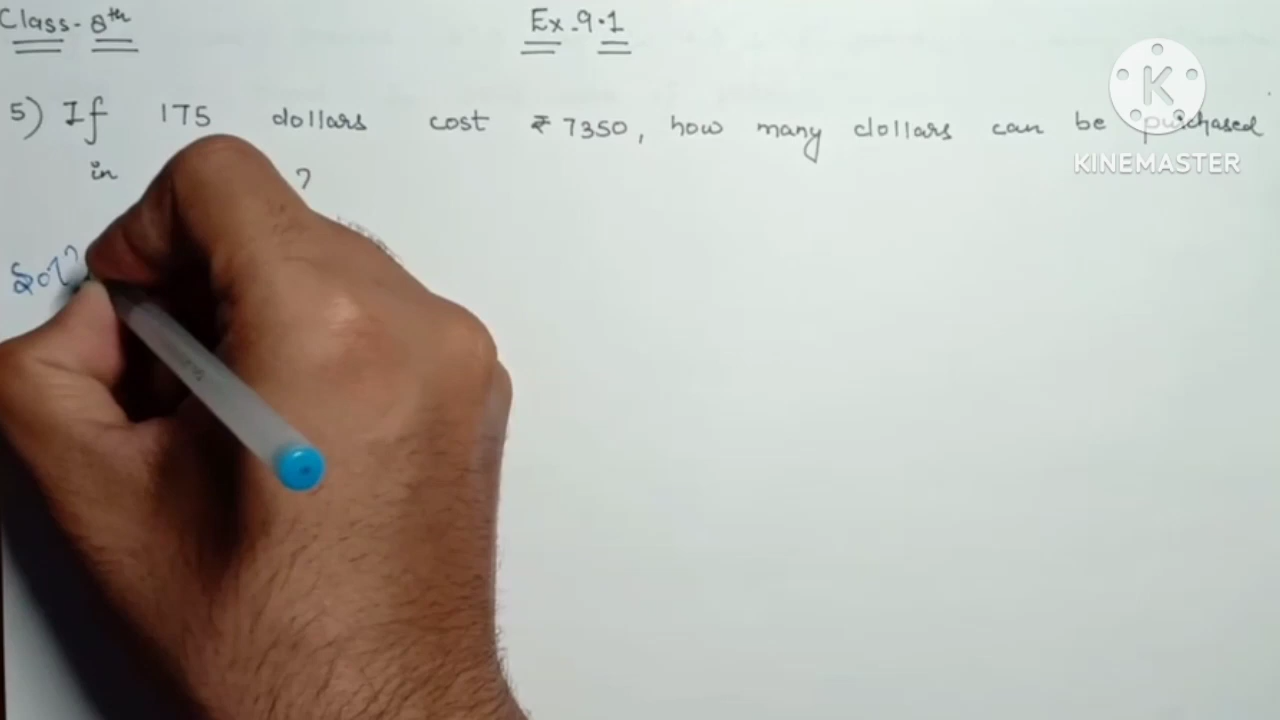 Class - 8th
Ex - 9.1
5) If 175 dollars cost ₹ 7350, how many dollars can be purchased
in ?
Soln
K
KINEMASTER